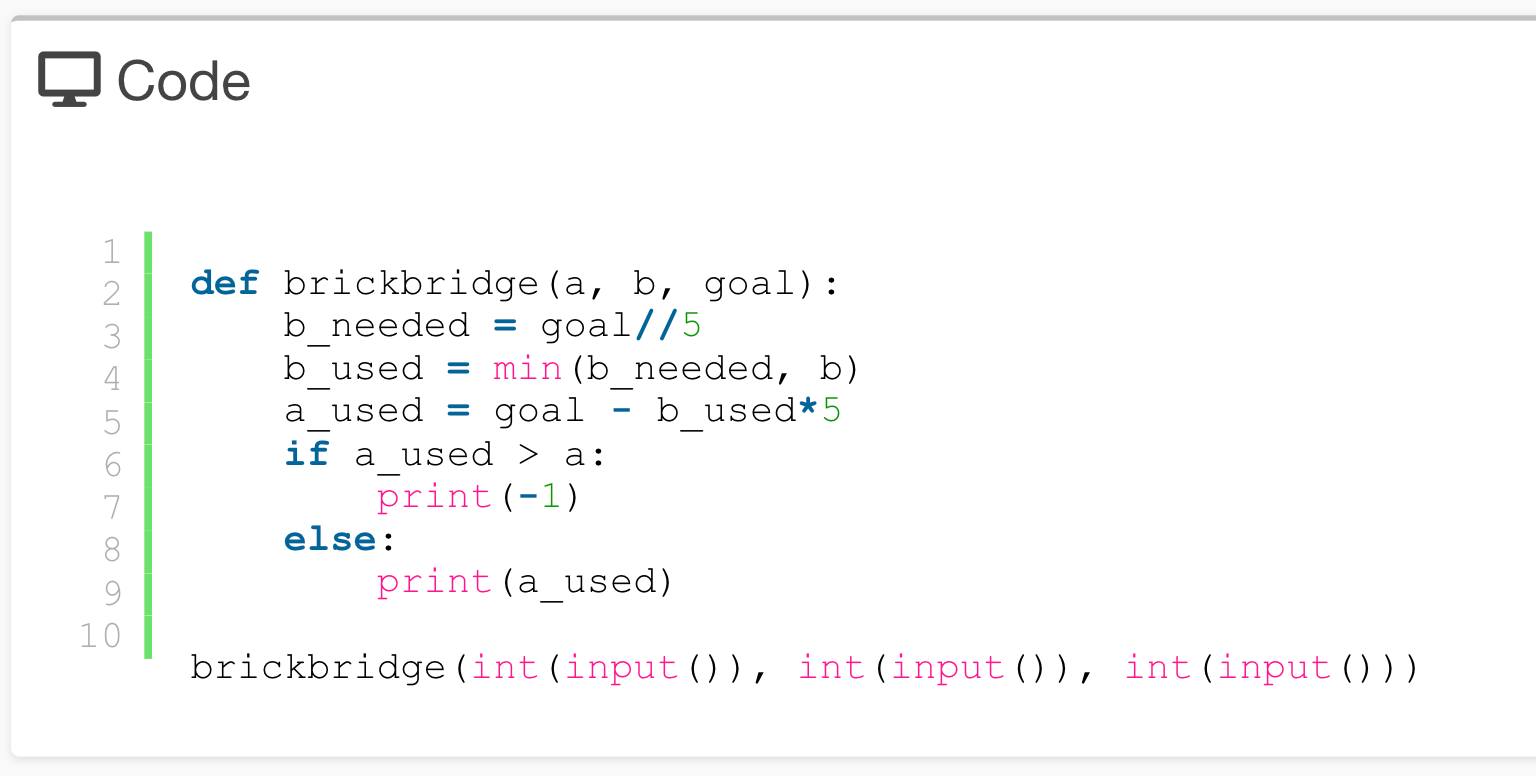 Code
1
def brickbridge(a, b, goal):
2
    b_needed = goal//5
3
    b_used = min(b_needed, b)
4
    a_used = goal - b_used*5
5
    if a_used > a:
6
        print(-1)
7
    else:
8
        print(a_used)
9
10
brickbridge(int(input()), int(input()), int(input()))